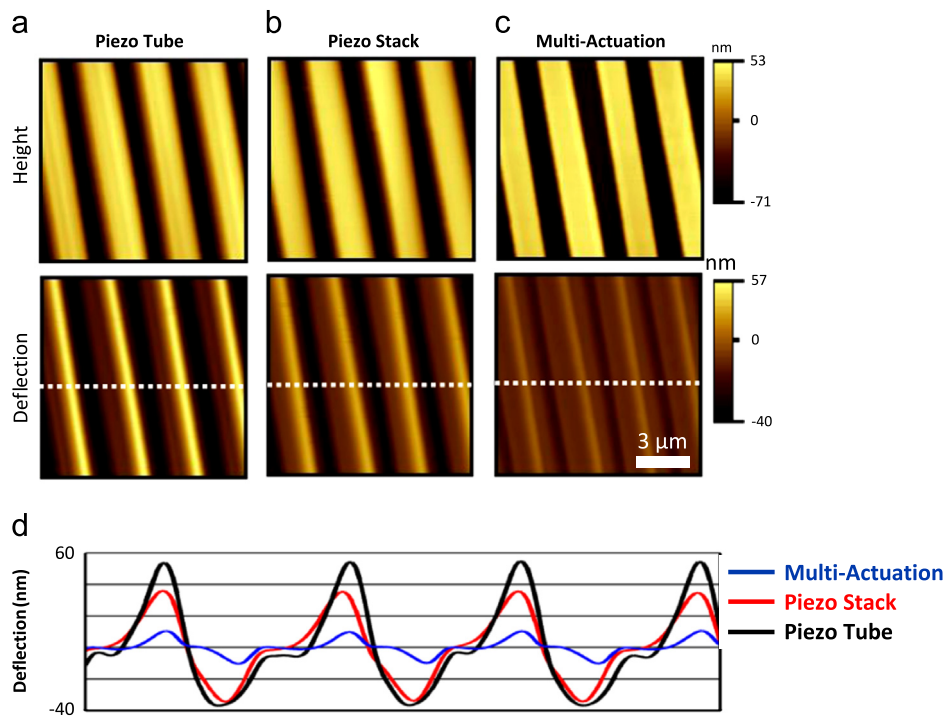 a
b
c
Piezo Tube
Piezo Stack
Multi-Actuation
nm
53
0
-71
Height
nm
57
0
-40
Deflection
3 µm
d
60
-40
Deflection(nm)
Multi-Actuation
Piezo Stack
Piezo Tube